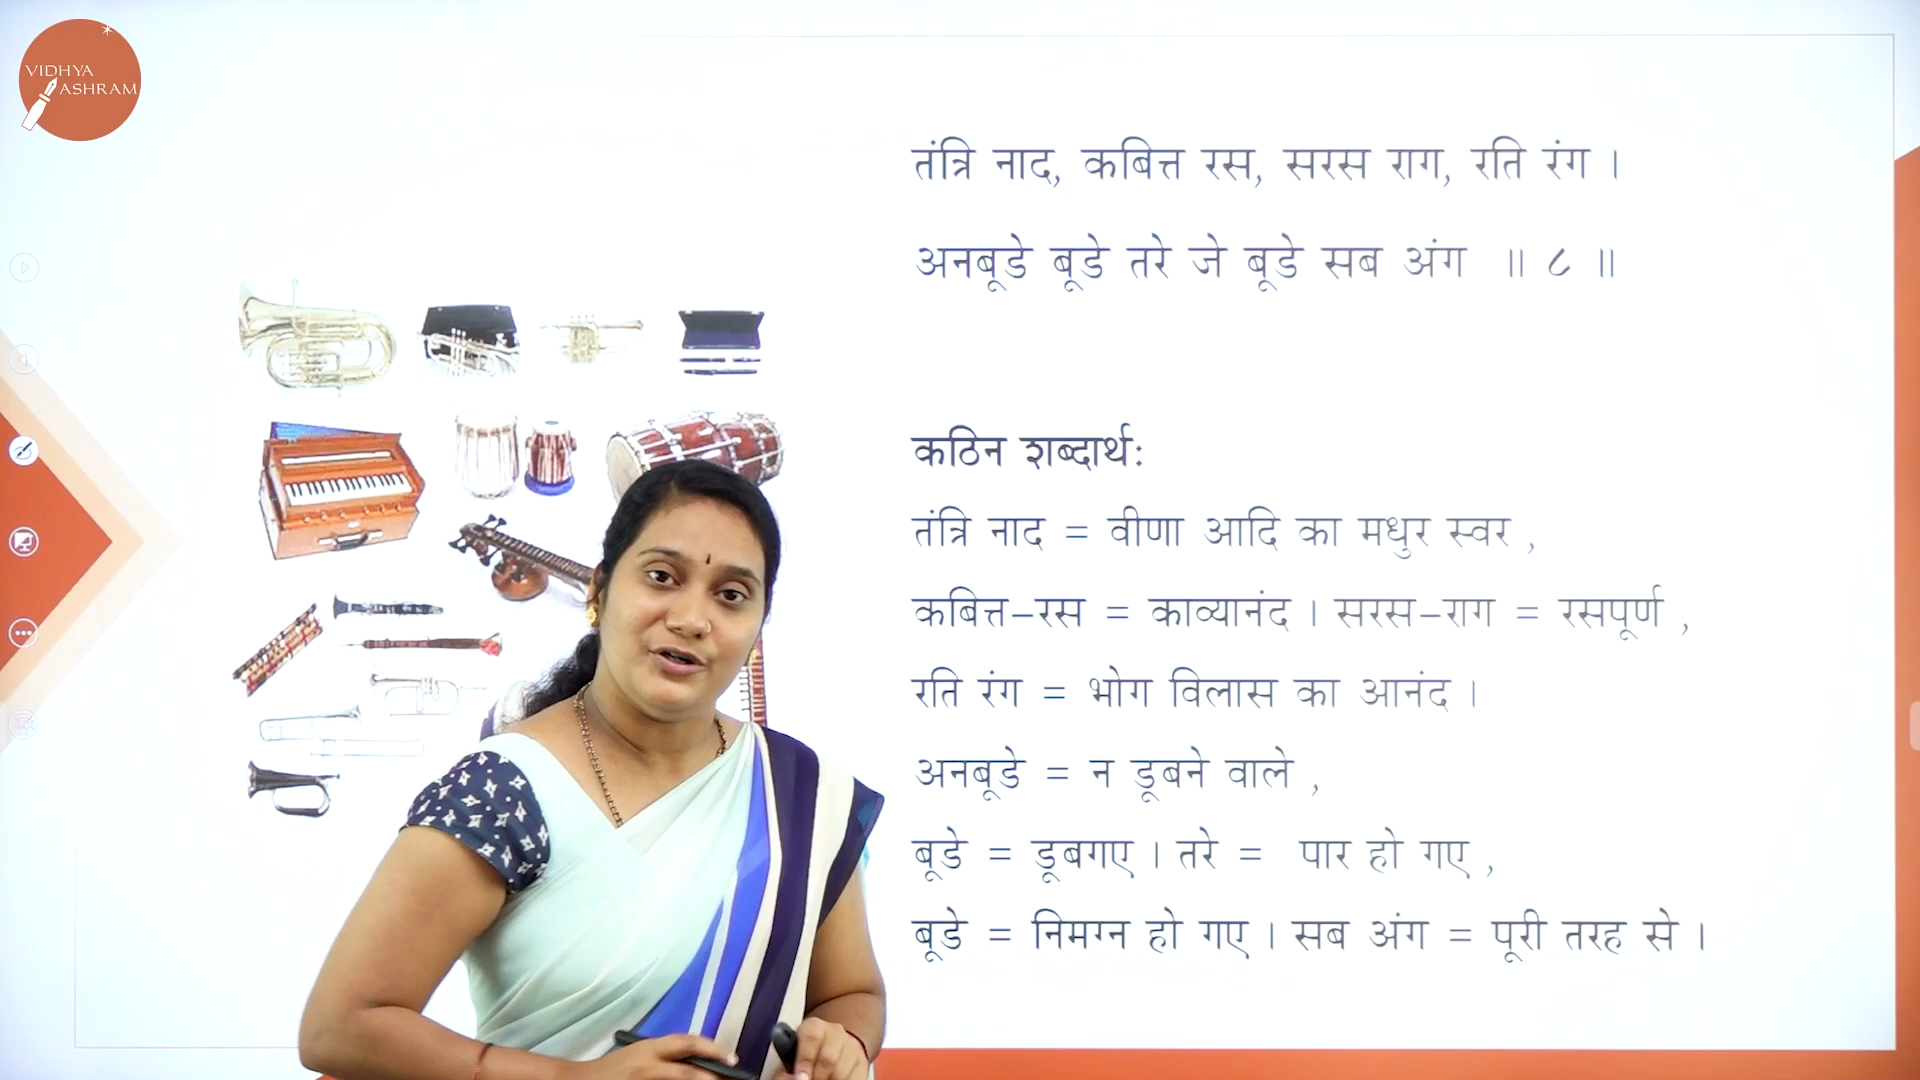 VIDHYA
ASHRAM
तंत्रि नाद, कबित्त रस, सरस राग, रति रंग ।
अनबूडे बूडे तरे जे बूडे सब अंग ॥ ८ ॥
कठिन शब्दार्थ:
तंत्रि नाद = वीणा आदि का मधुर स्वर ,
कबित्त-रस = काव्यानंद । सरस-राग = रसपूर्ण ,
रति रंग = भोग विलास का आनंद ।
अनबूडे = न डूबने वाले ,
बूडे = डूबगए । तरे = पार हो गए ,
बूडे = निमग्न हो गए । सब अंग = पूरी तरह से ।